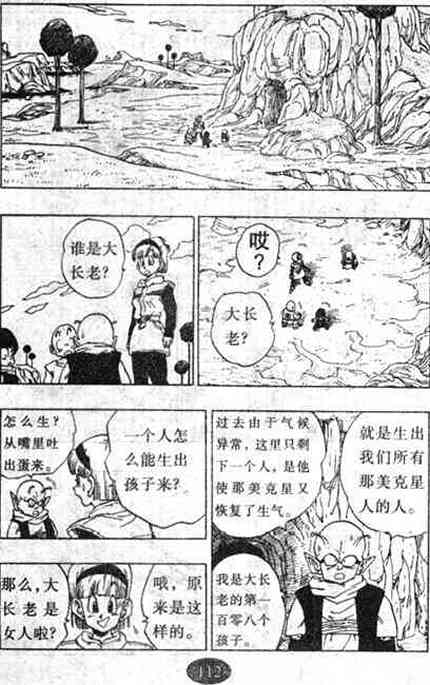 哎
?
大长
老?
谁是大
长老?
就是生出
我们所有
那美克星
人的人。
过去由于气候
异常,这里只剩
下一个人,是他
使那美克星又
恢复了生气。
我是大长
老的第一
百零八个
孩子。
一个人怎
么能生出
孩子来?
怎么生?
从嘴里吐
出蛋来。
哦,原
来是这
样的。
那么,大
长老是
女人啦?
112